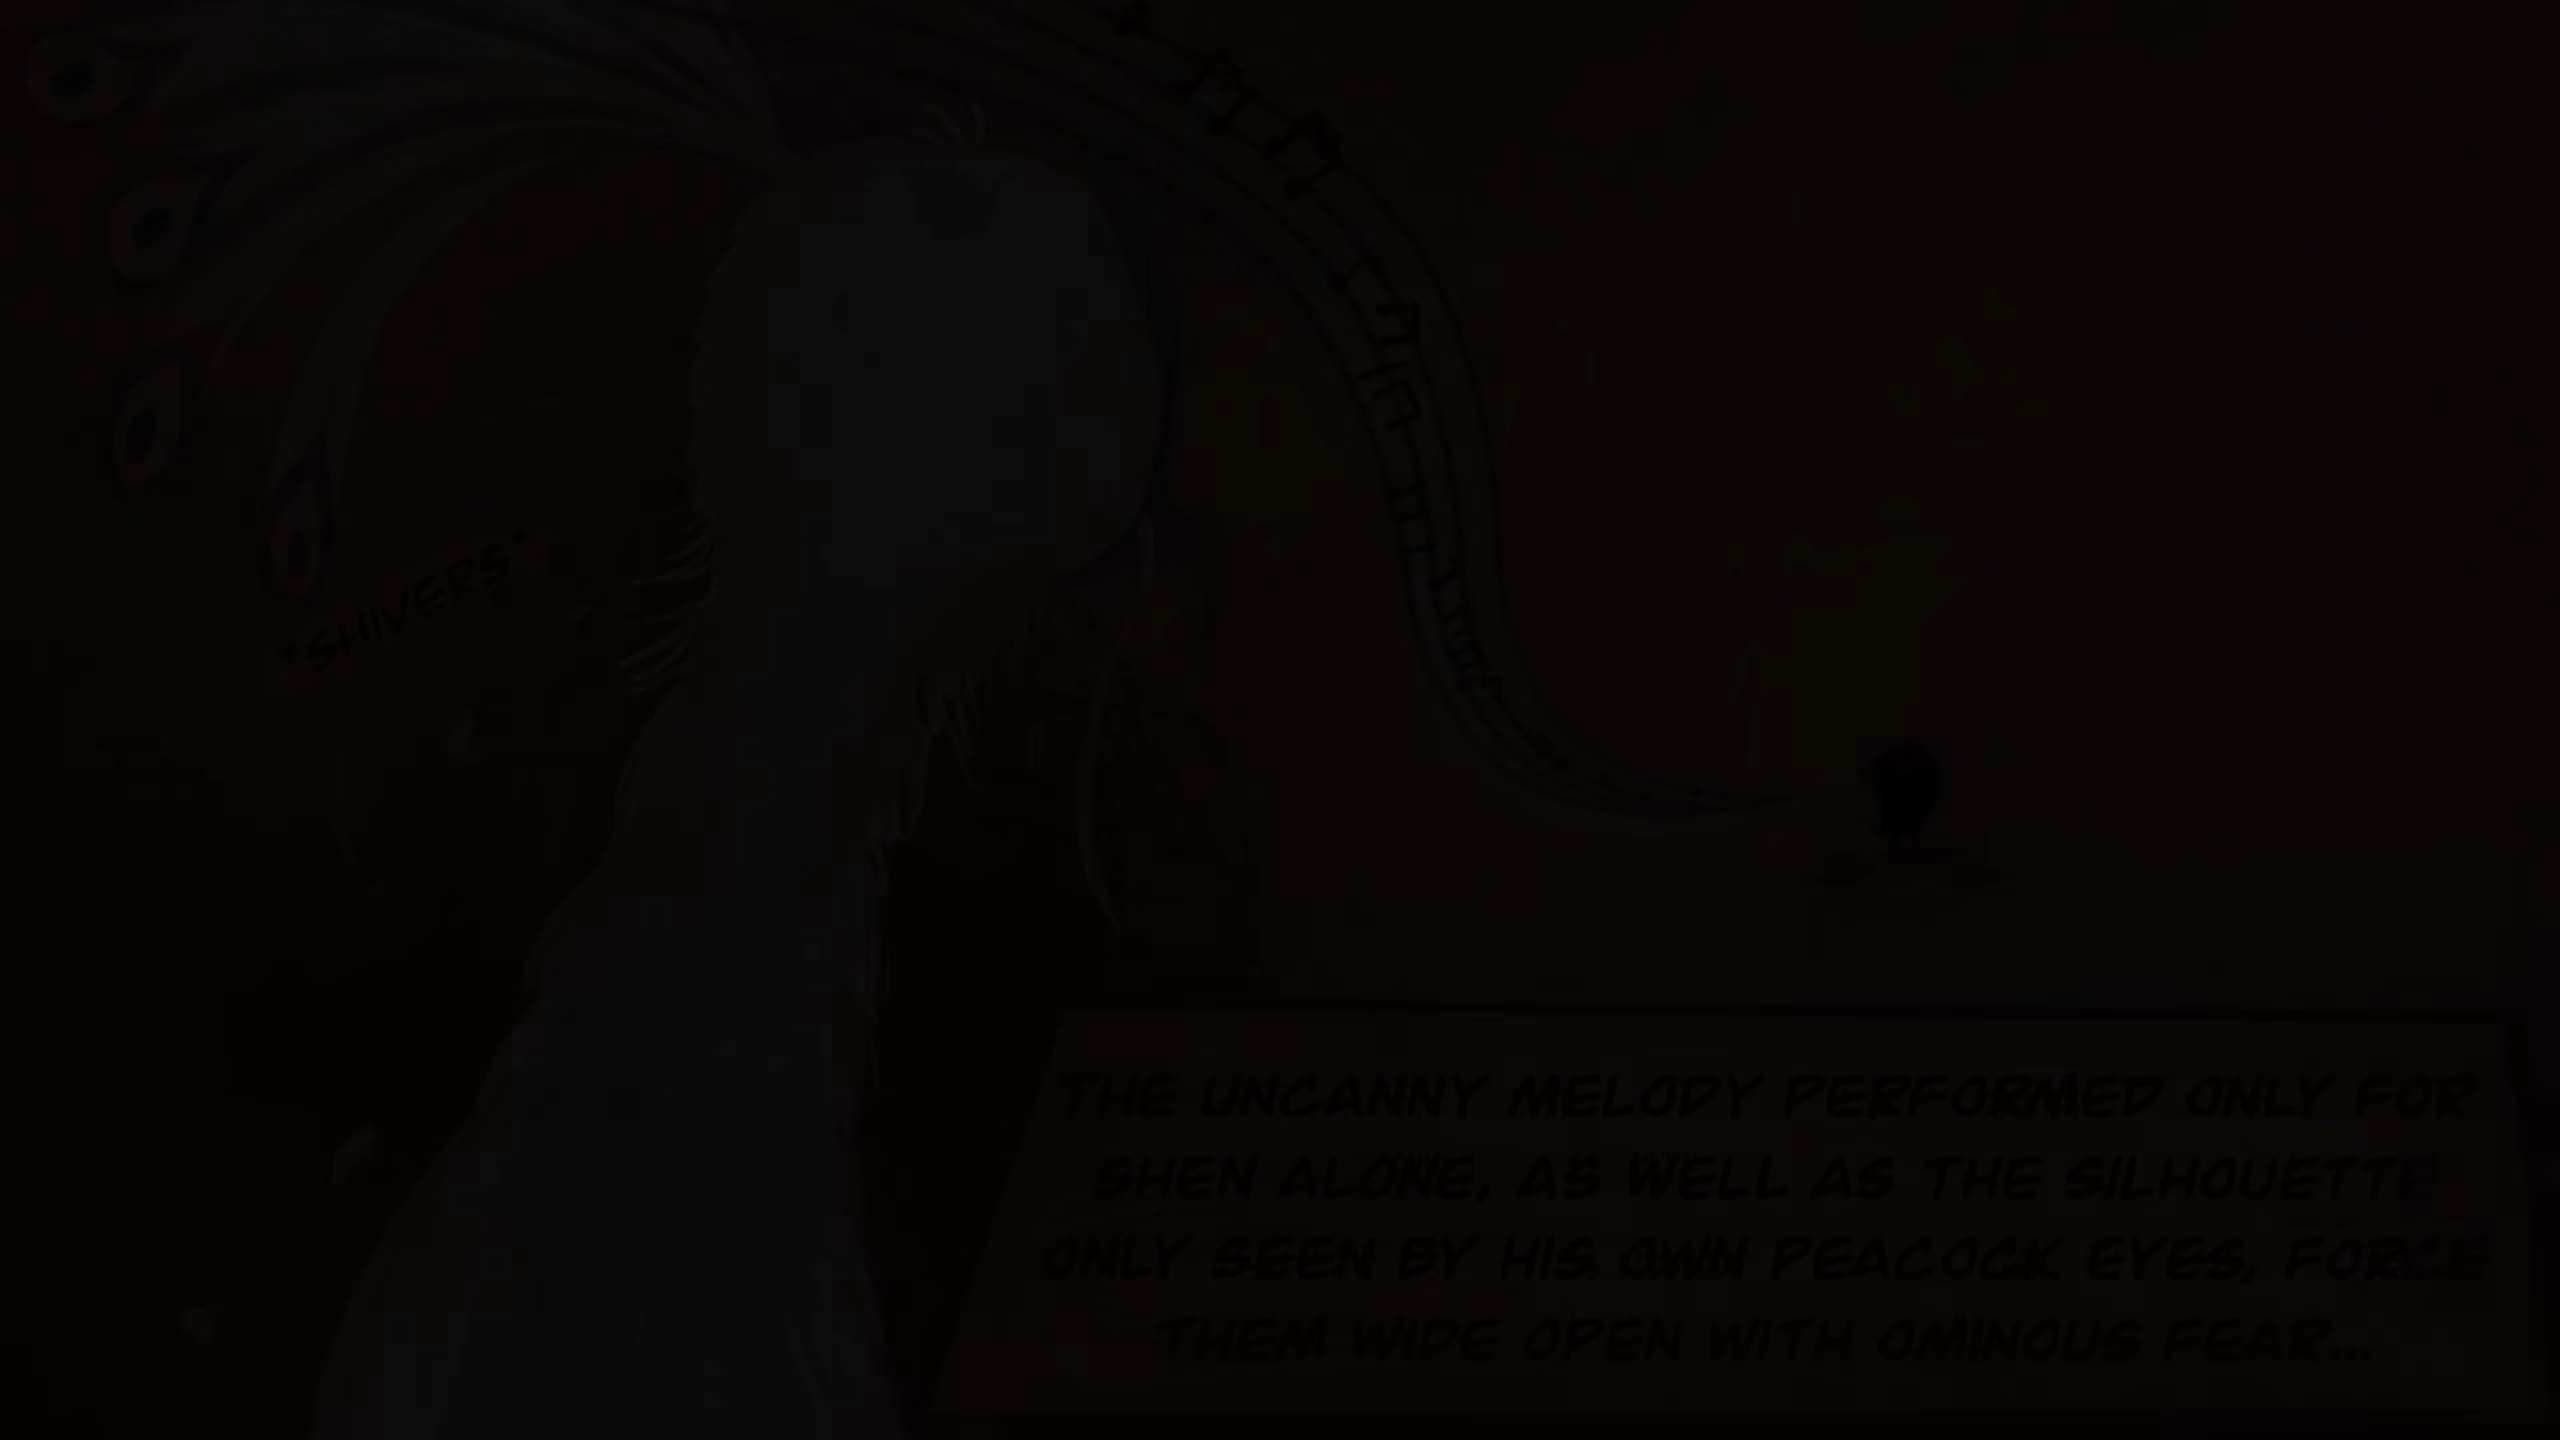 *SHIVERS*
THE UNCANNY MELODY PERFORMED ONLY FOR
SHEN ALONE, AS WELL AS THE SILHOUETTE
ONLY SEEN BY HIS OWN PEACOCK EYES, FORCE
THEM WIDE OPEN WITH OMINOUS FEAR...